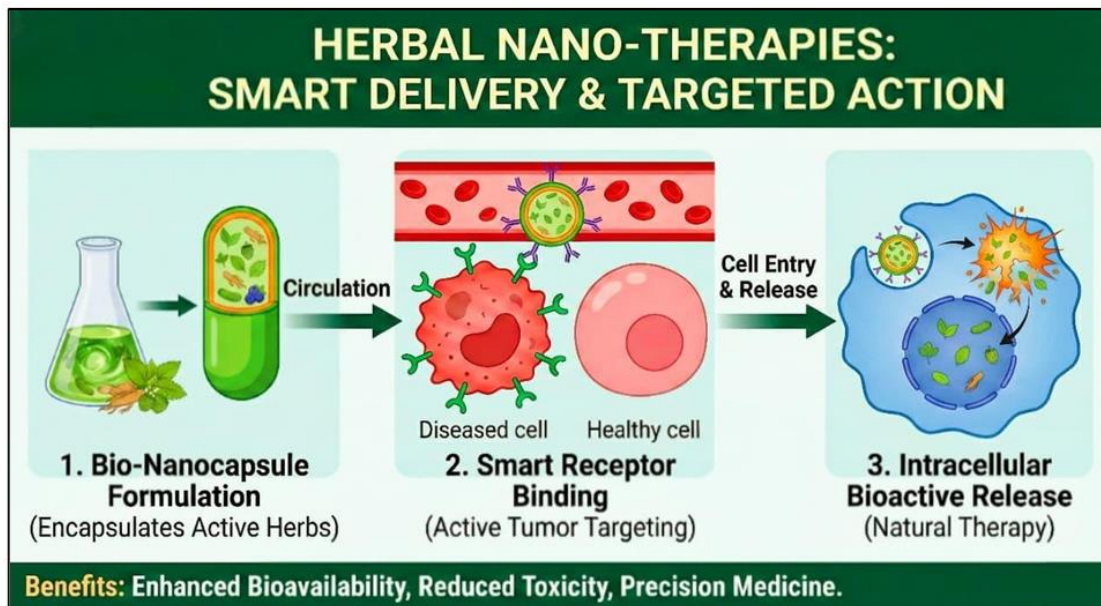 HERBAL NANO-THERAPIES:
SMART DELIVERY & TARGETED ACTION
Circulation
Cell Entry
& Release
Diseased cell
Healthy cell
1. Bio-Nanocapsule
Formulation
(Encapsulates Active Herbs)
2. Smart Receptor
Binding
(Active Tumor Targeting)
3. Intracellular
Bioactive Release
(Natural Therapy)
Benefits: Enhanced Bioavailability, Reduced Toxicity, Precision Medicine.